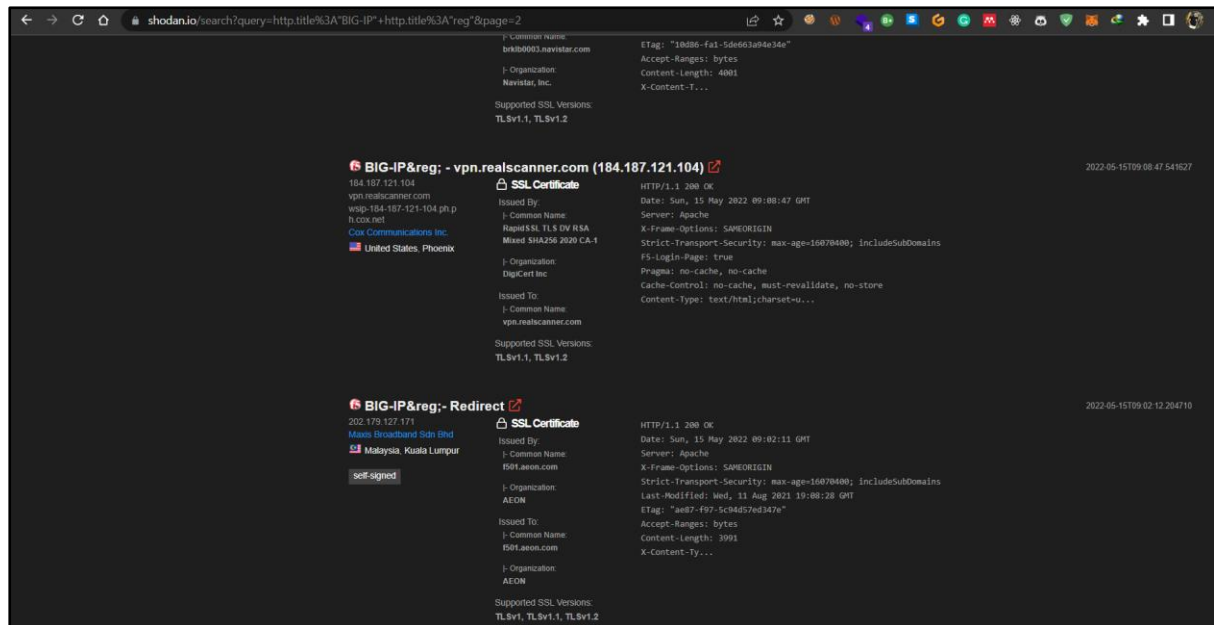 shodan.io/search?query=http.title%3A"BIG-IP"+http.title%3A"reg"&page=2
|- Common Name:
brklb0003.navistar.com
|- Organization:
Navistar, Inc.
Supported SSL Versions:
TLSv1.1, TLSv1.2
ETag: "10d86-fa1-5de663a94e34e"
Accept-Ranges: bytes
Content-Length: 4001
X-Content-T...
BIG-IP&reg; - vpn.realscanner.com (184.187.121.104)
2022-05-15T09:08:47.541627
184.187.121.104
vpn.realscanner.com
wsip-184-187-121-104.ph.p
h.cox.net
Cox Communications Inc.
United States, Phoenix
SSL Certificate
Issued By:
|- Common Name:
RapidSSL TLS DV RSA
Mixed SHA256 2020 CA-1
|- Organization:
DigiCert Inc
Issued To:
|- Common Name:
vpn.realscanner.com
Supported SSL Versions:
TLSv1.1, TLSv1.2
HTTP/1.1 200 OK
Date: Sun, 15 May 2022 09:08:47 GMT
Server: Apache
X-Frame-Options: SAMEORIGIN
Strict-Transport-Security: max-age=16070400; includeSubDomains
F5-Login-Page: true
Pragma: no-cache, no-cache
Cache-Control: no-cache, must-revalidate, no-store
Content-Type: text/html;charset=u...
BIG-IP&reg;- Redirect
2022-05-15T09:02:12.204710
202.179.127.171
Maxis Broadband Sdn Bhd
Malaysia, Kuala Lumpur
self-signed
SSL Certificate
Issued By:
|- Common Name:
f501.aeon.com
|- Organization:
AEON
Issued To:
|- Common Name:
f501.aeon.com
|- Organization:
AEON
Supported SSL Versions:
TLSv1, TLSv1.1, TLSv1.2
HTTP/1.1 200 OK
Date: Sun, 15 May 2022 09:02:11 GMT
Server: Apache
X-Frame-Options: SAMEORIGIN
Strict-Transport-Security: max-age=16070400; includeSubDomains
Last-Modified: Wed, 11 Aug 2021 19:08:28 GMT
ETag: "ae87-f97-5c94d57ed347e"
Accept-Ranges: bytes
Content-Length: 3991
X-Content-Ty...